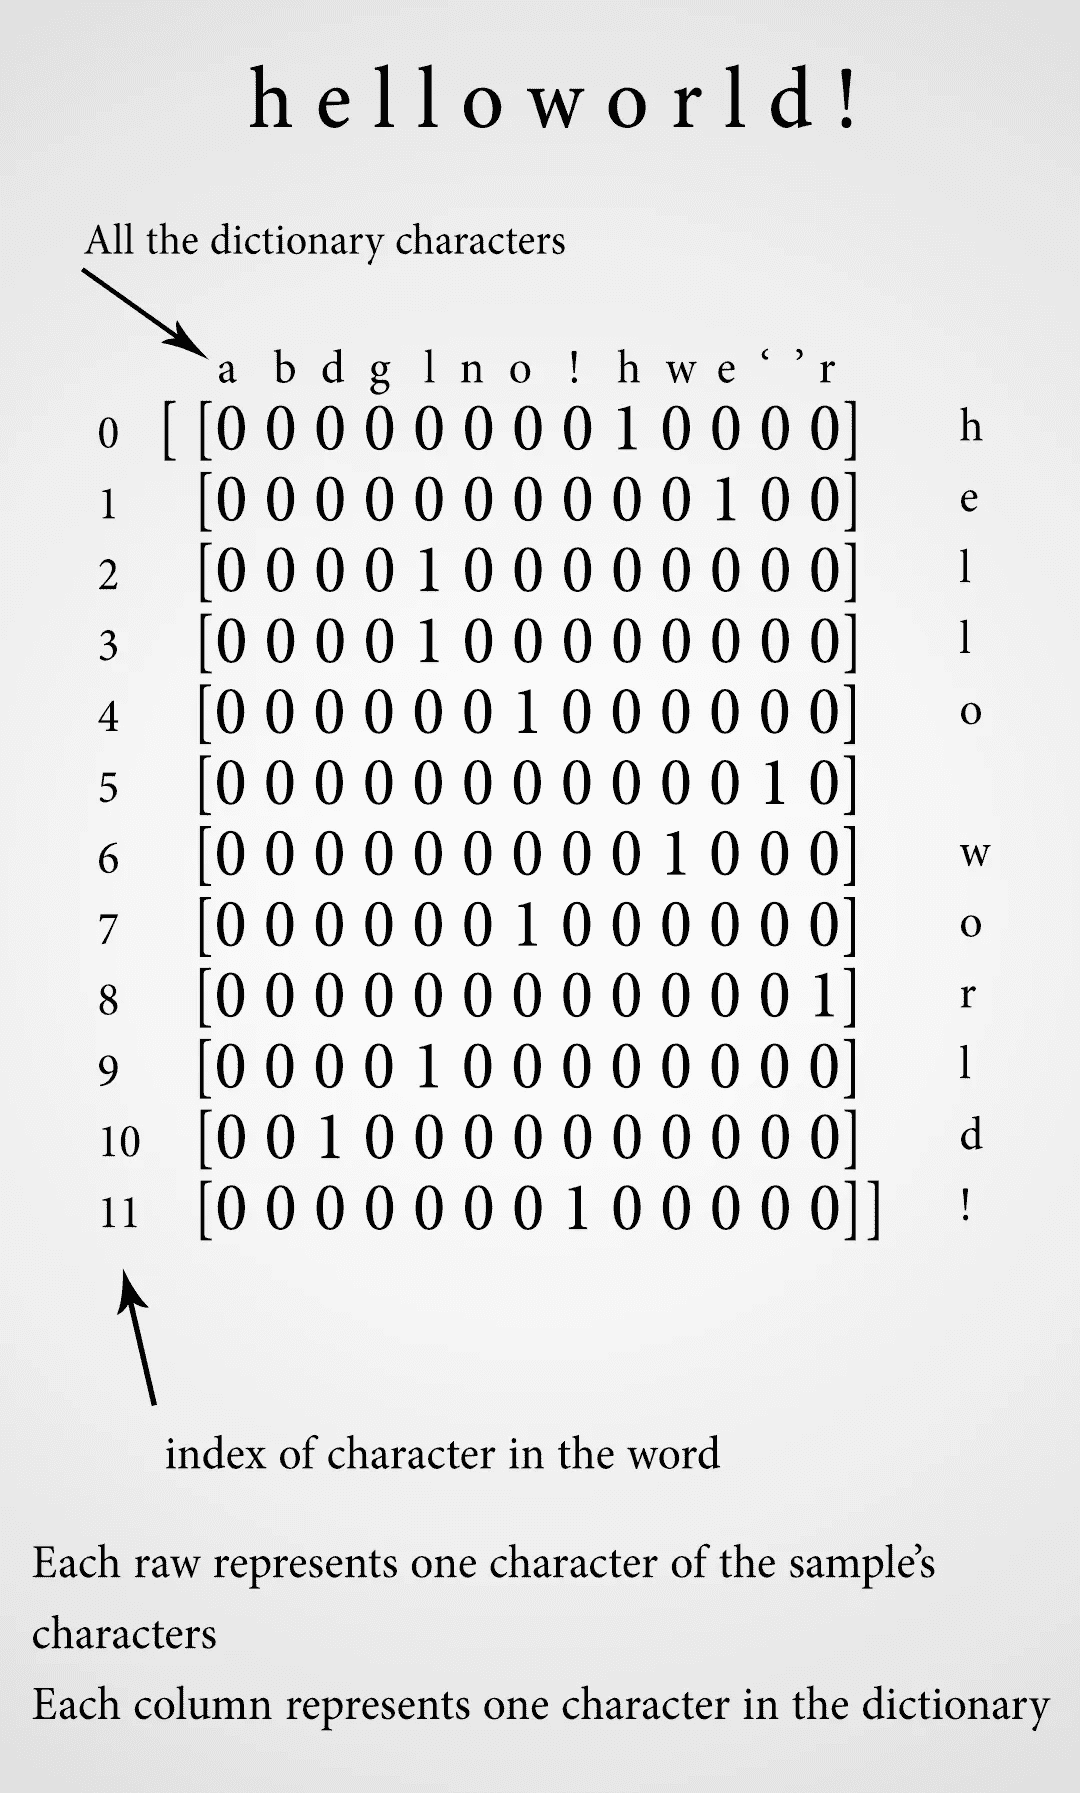 h e l l o w o r l d !
All the dictionary characters
a b d g l n o ! h w e ‘ ’ r
0 [ [0 0 0 0 0 0 0 0 1 0 0 0 0] h
1 [0 0 0 0 0 0 0 0 0 0 1 0 0] e
2 [0 0 0 0 1 0 0 0 0 0 0 0 0] l
3 [0 0 0 0 1 0 0 0 0 0 0 0 0] l
4 [0 0 0 0 0 0 1 0 0 0 0 0 0] o
5 [0 0 0 0 0 0 0 0 0 0 0 1 0]
6 [0 0 0 0 0 0 0 0 0 1 0 0 0] w
7 [0 0 0 0 0 0 1 0 0 0 0 0 0] o
8 [0 0 0 0 0 0 0 0 0 0 0 0 1] r
9 [0 0 0 0 1 0 0 0 0 0 0 0 0] l
10 [0 0 1 0 0 0 0 0 0 0 0 0 0] d
11 [0 0 0 0 0 0 0 1 0 0 0 0 0] ] !
index of character in the word
Each raw represents one character of the sample’s
characters
Each column represents one character in the dictionary